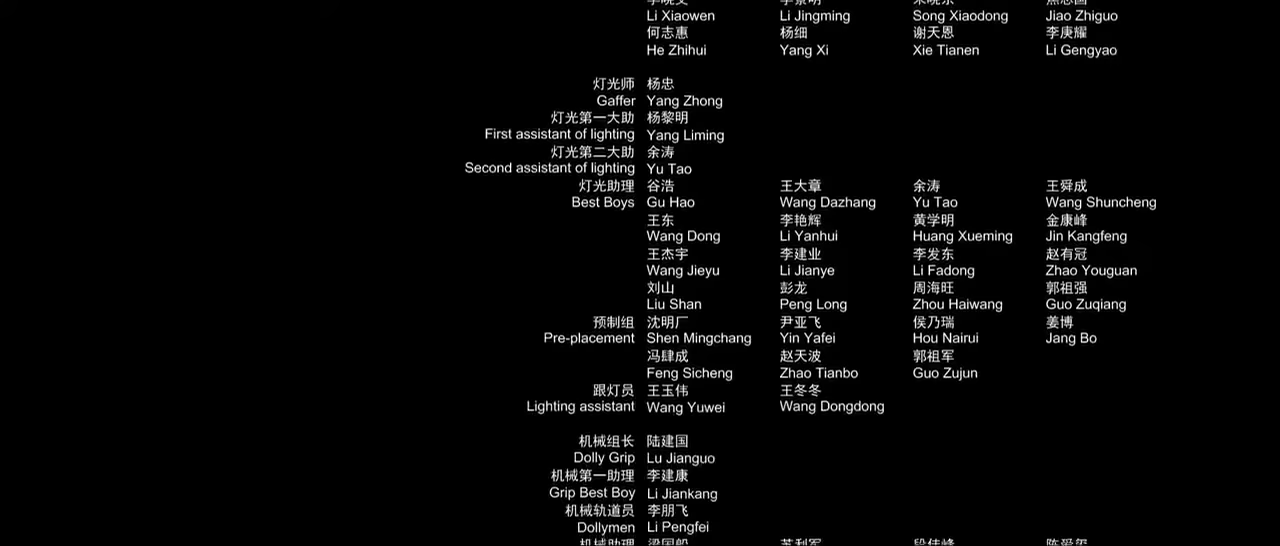 Li Xiaowen Li Jingming Song Xiaodong Jiao Zhiguo
何志惠 杨细 谢天恩 李庚耀
He Zhihui Yang Xi Xie Tianen Li Gengyao
灯光师 杨忠
Gaffer Yang Zhong
灯光第一大助 杨黎明
First assistant of lighting Yang Liming
灯光第二大助 余涛
Second assistant of lighting Yu Tao
灯光助理 谷浩 王大章 余涛 王舜成
Best Boys Gu Hao Wang Dazhang Yu Tao Wang Shuncheng
王东 李艳辉 黄学明 金康峰
Wang Dong Li Yanhui Huang Xueming Jin Kangfeng
王杰宇 李建业 李发东 赵有冠
Wang Jieyu Li Jianye Li Fadong Zhao Youguan
刘山 彭龙 周海旺 郭祖强
Liu Shan Peng Long Zhou Haiwang Guo Zuqiang
预制组 沈明厂 尹亚飞 侯乃瑞 姜博
Pre-placement Shen Mingchang Yin Yafei Hou Nairui Jang Bo
冯肆成 赵天波 郭祖军
Feng Sicheng Zhao Tianbo Guo Zujun
跟灯员 王玉伟 王冬冬
Lighting assistant Wang Yuwei Wang Dongdong
机械组长 陆建国
Dolly Grip Lu Jianguo
机械第一助理 李建康
Grip Best Boy Li Jiankang
机械轨道员 李朋飞
Dollymen Li Pengfei